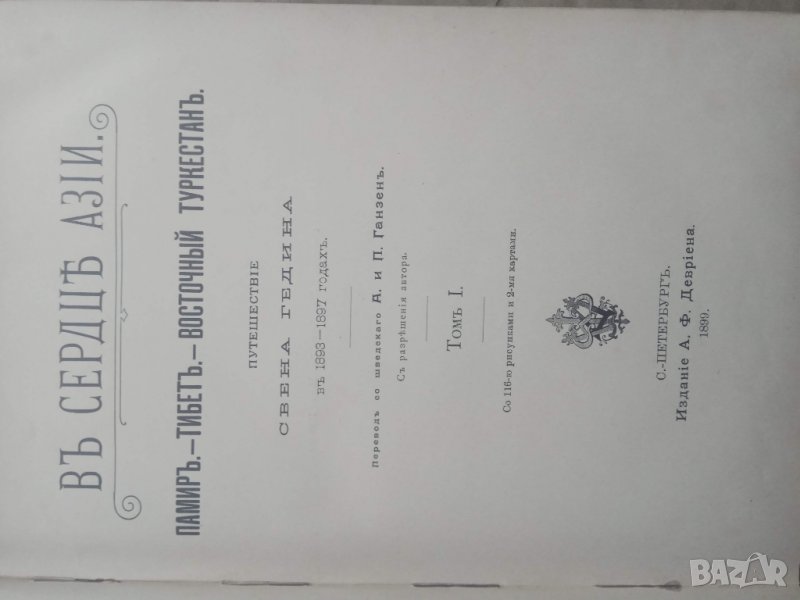 ВЪ СЕРДЦѢ АЗІИ.
ПАМИРЪ.—ТИБЕТЪ.—ВОСТОЧНЫЙ ТУРКЕСТАНЪ.
ПУТЕШЕСТВІЕ
СВЕНА ГЕДИНА
въ 1893—1897 годахъ.
Переводъ со шведскаго А. и П. Ганзенъ.
Съ разрѣшенія автора.
Томъ I.
Со 116-ю рисунками и 2-мя картами.
С.-ПЕТЕРБУРГЪ.
Изданіе А. Ф. Девріена.
1899.
BAZAR